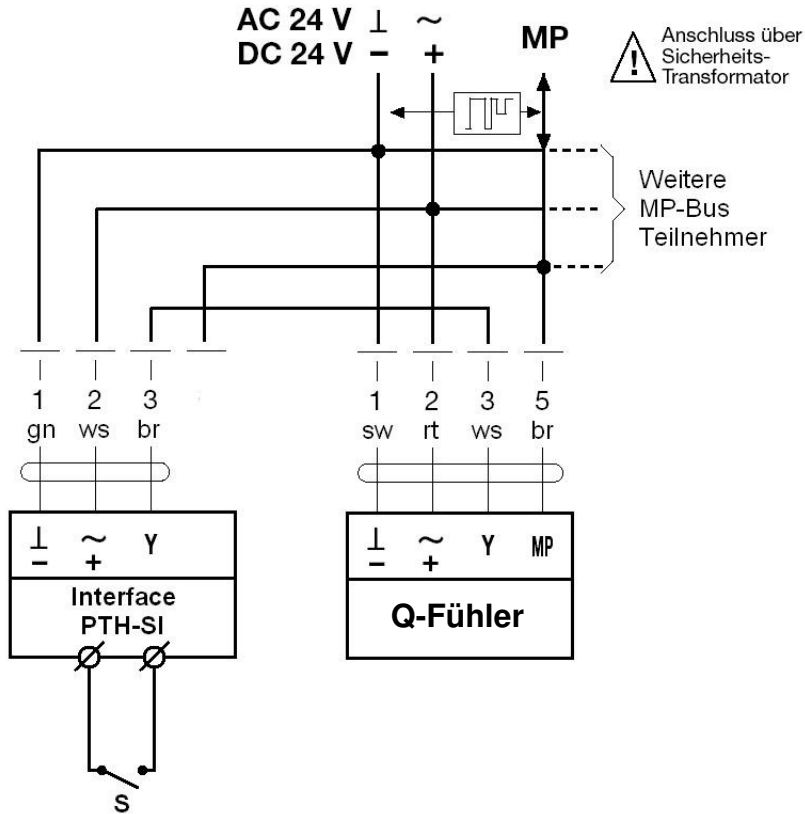 AC 24 V ⊥ ~
DC 24 V − +
MP
Anschluss über
Sicherheits-
Transformator
!
Weitere
MP-Bus
Teilnehmer
1 2 3
gn ws br
1 2 3 5
sw rt ws br
⊥ ~ Y
− +
Interface
PTH-SI
⊥ ~ Y MP
− +
Q-Fühler
S